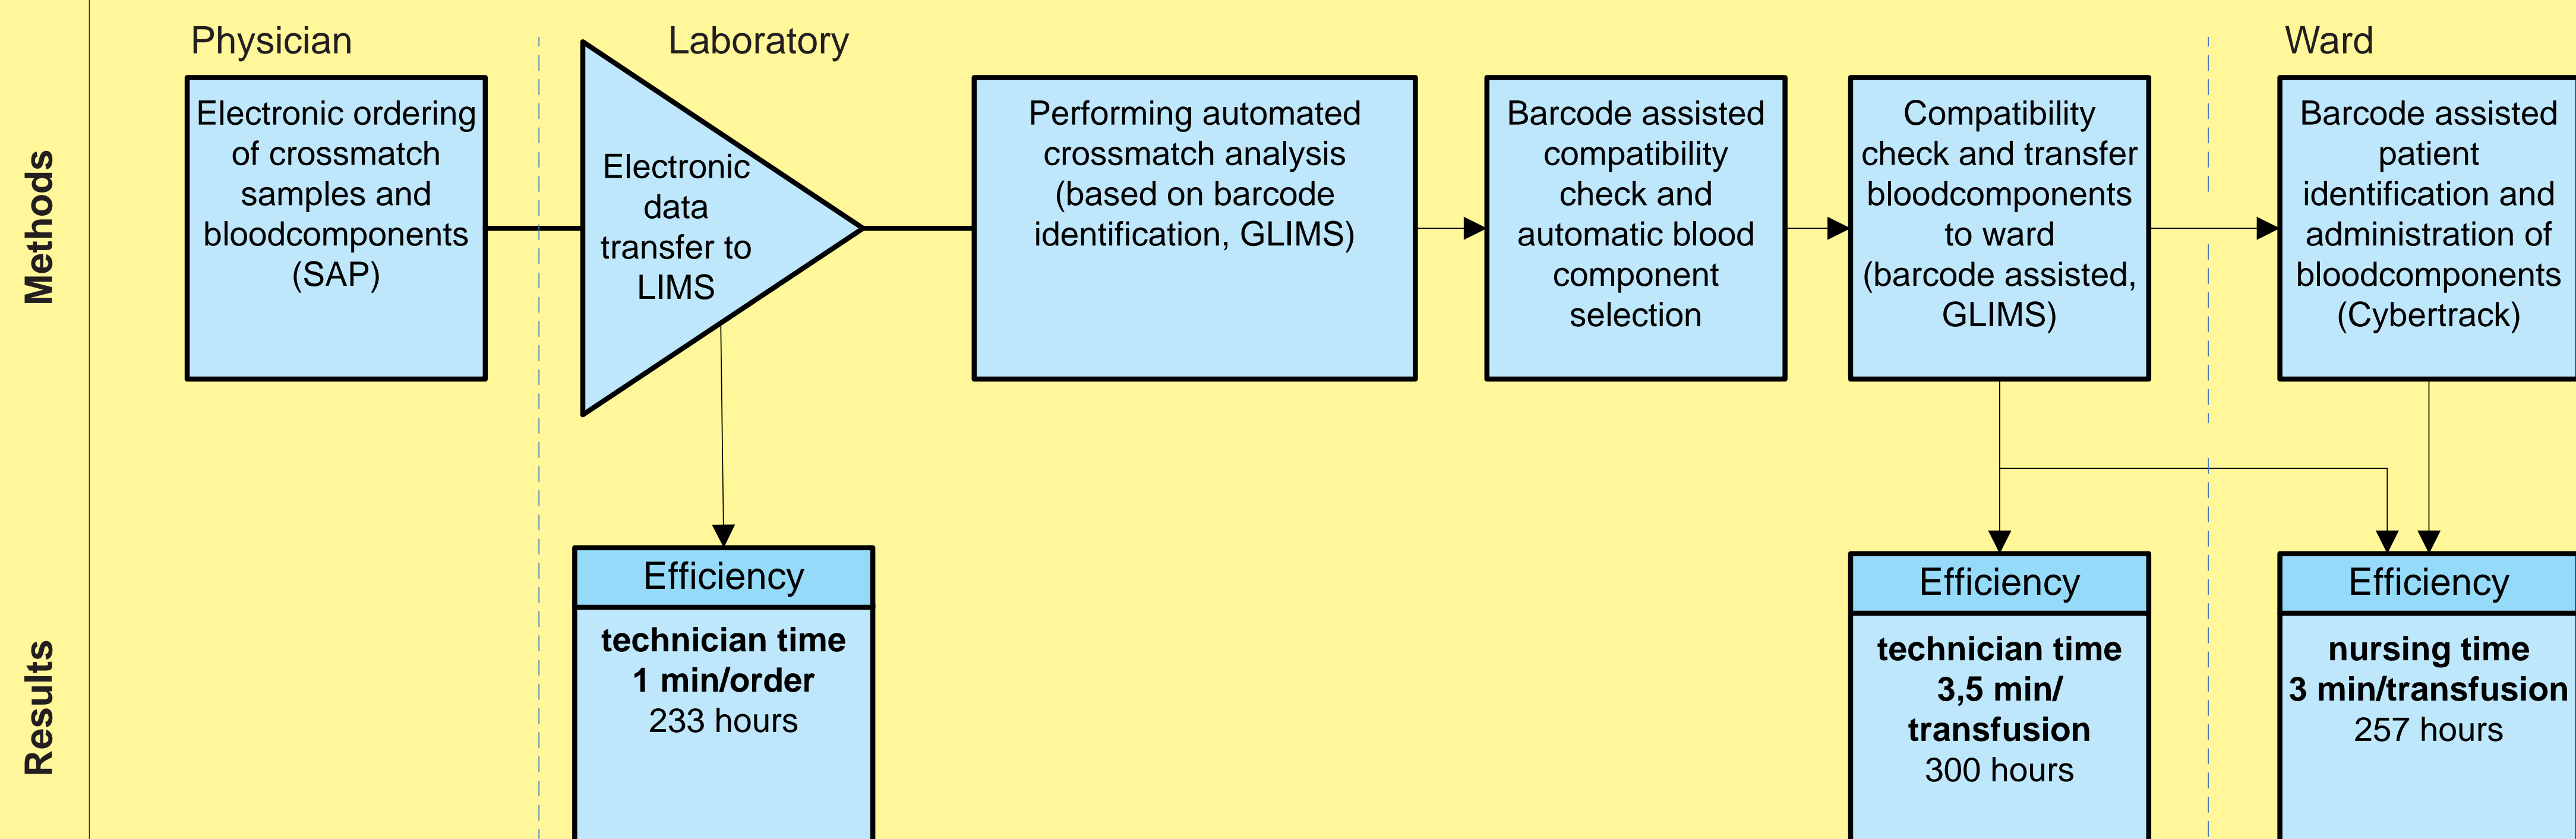 Physician
Laboratory
Ward
Methods
Electronic ordering
of crossmatch
samples and
bloodcomponents
(SAP)
Electronic
data
transfer to
LIMS
Performing automated
crossmatch analysis
(based on barcode
identification, GLIMS)
Barcode assisted
compatibility
check and
automatic blood
component
selection
Compatibility
check and transfer
bloodcomponents
to ward
(barcode assisted,
GLIMS)
Barcode assisted
patient
identification and
administration of
bloodcomponents
(Cybertrack)
Results
Efficiency
technician time
1 min/order
233 hours
Efficiency
technician time
3,5 min/
transfusion
300 hours
Efficiency
nursing time
3 min/transfusion
257 hours